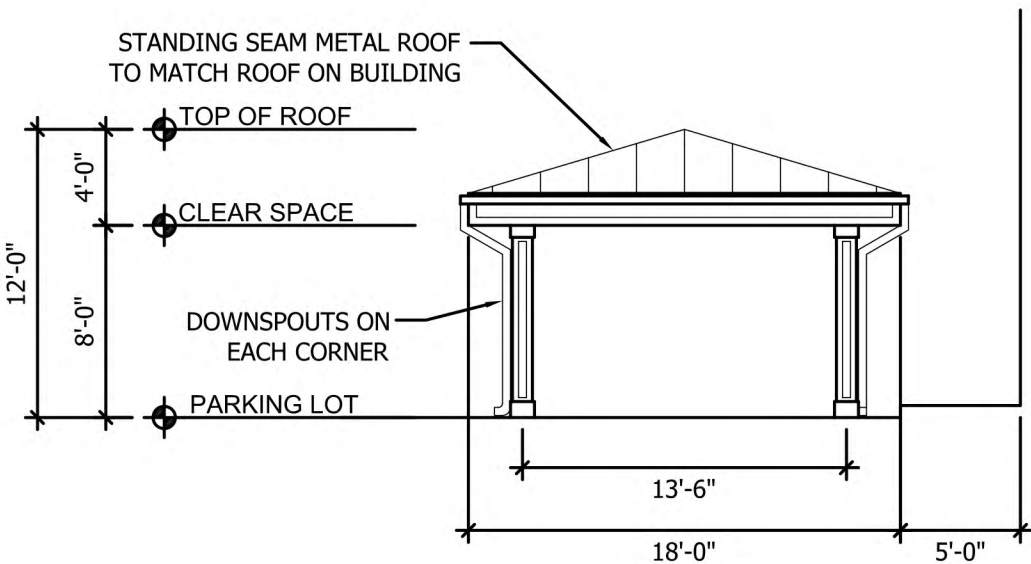 STANDING SEAM METAL ROOF
TO MATCH ROOF ON BUILDING
TOP OF ROOF
4'-0"
CLEAR SPACE
12'-0"
8'-0"
DOWNSPOUTS ON
EACH CORNER
PARKING LOT
13'-6"
18'-0"
5'-0"